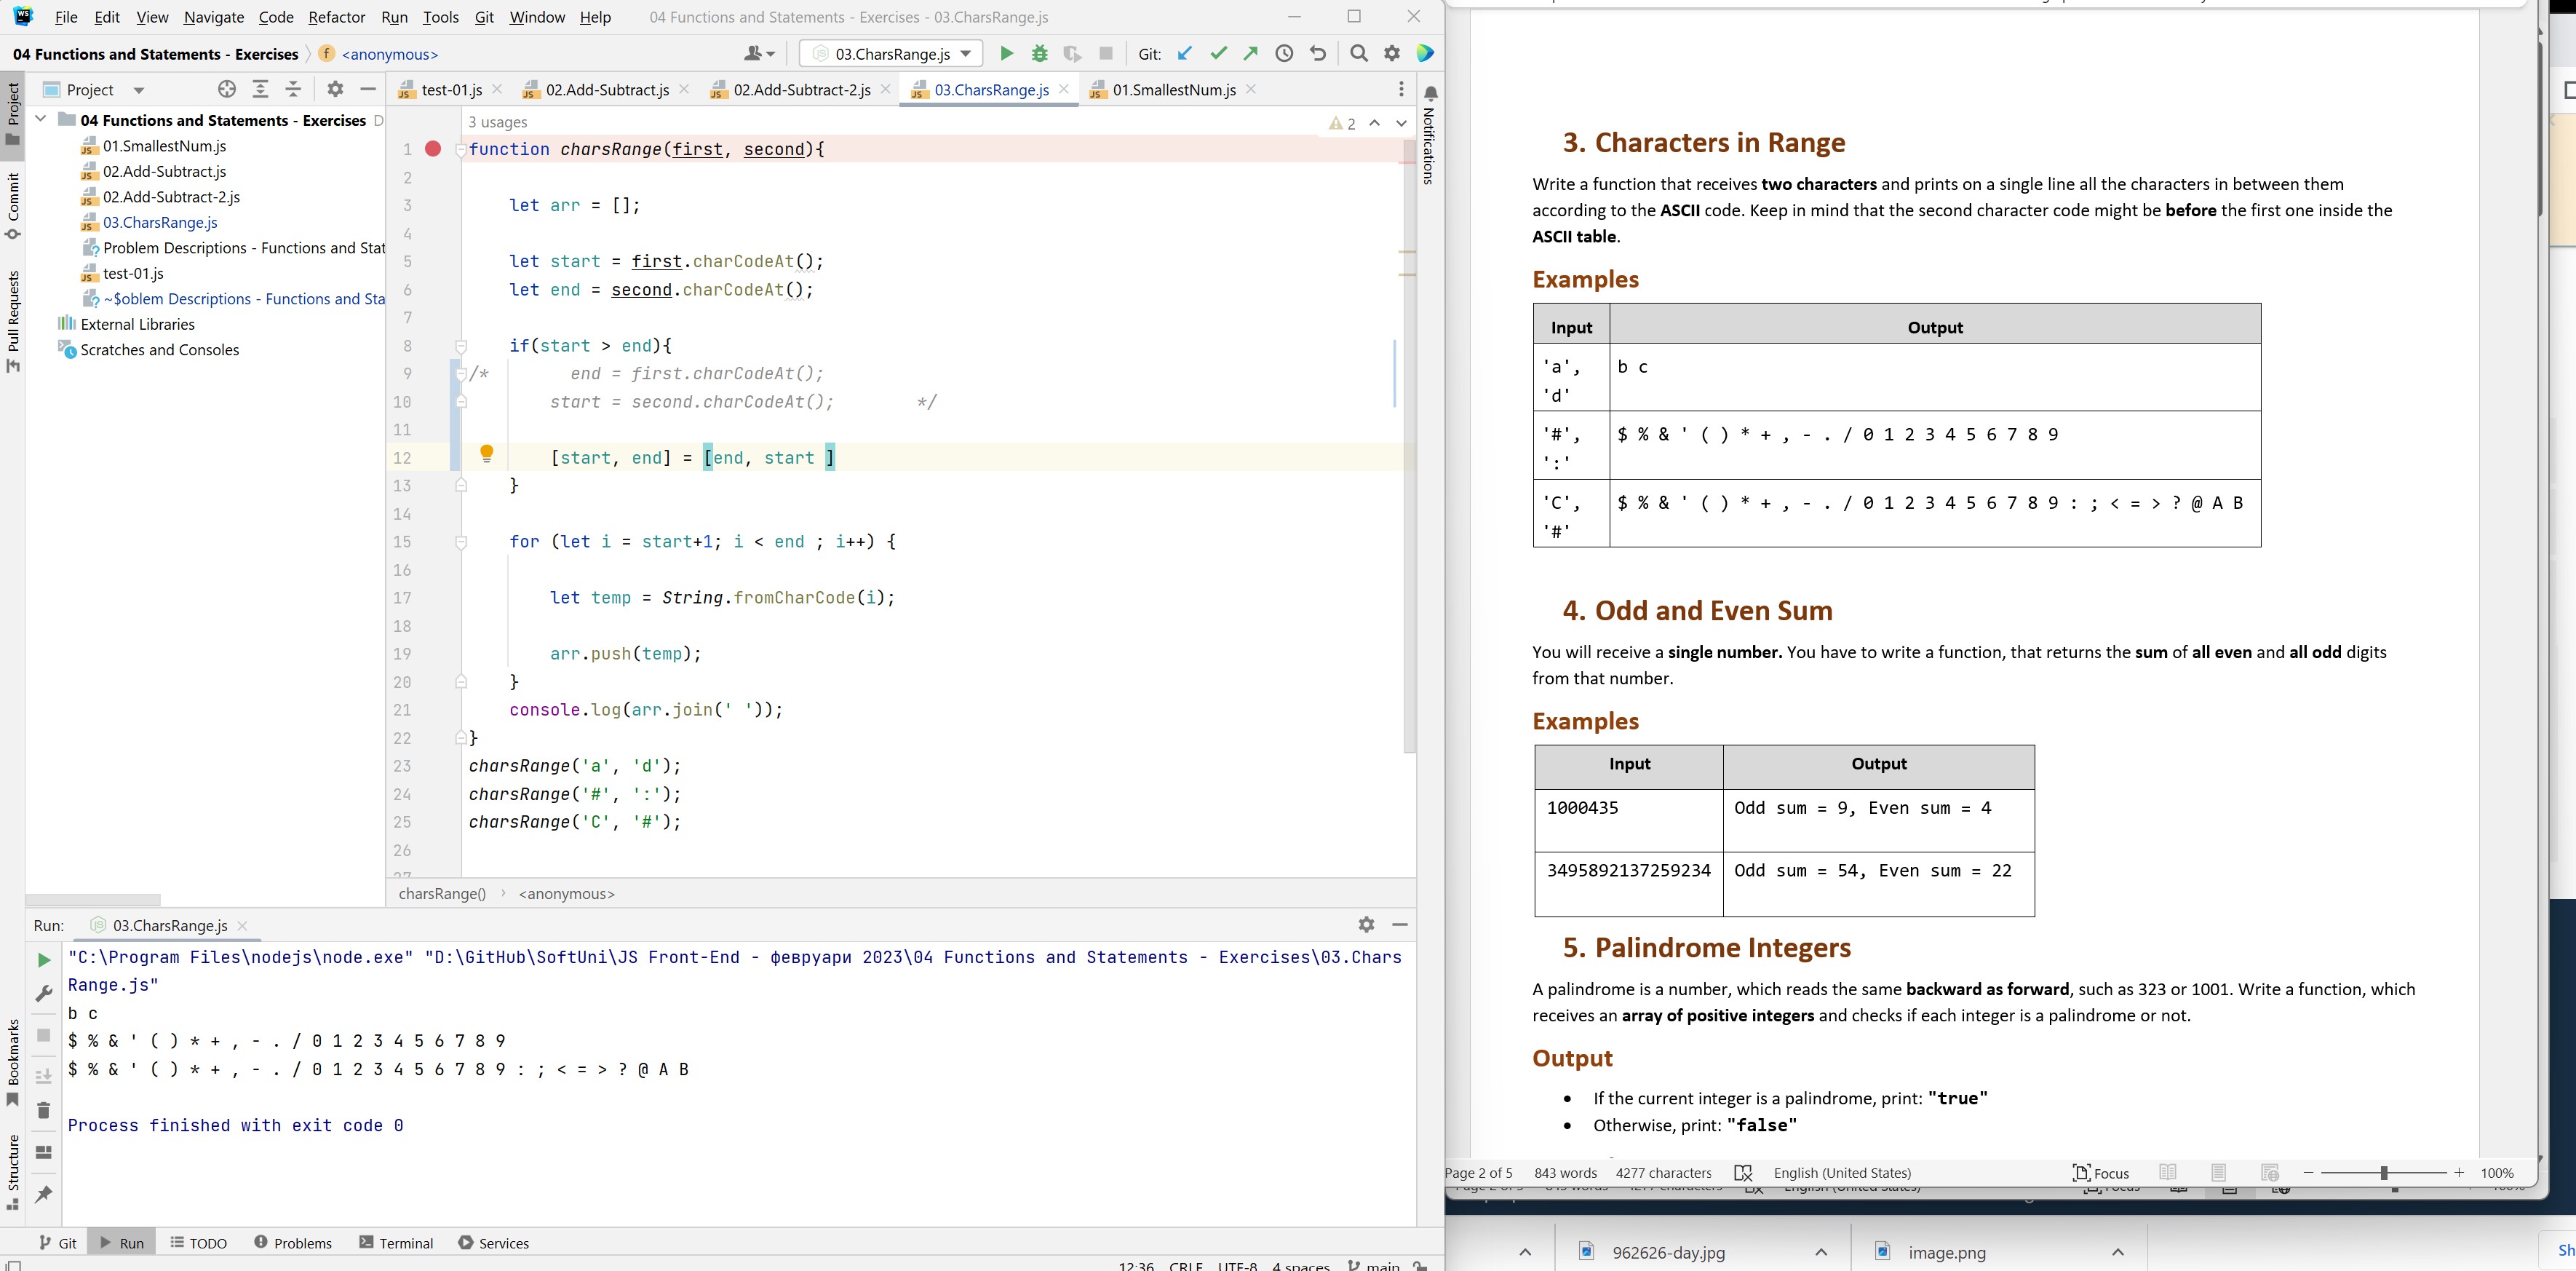 File Edit View Navigate Code Refactor Run Tools Git Window Help 04 Functions and Statements - Exercises - 03.CharsRange.js
04 Functions and Statements - Exercises f <anonymous> 03.CharsRange.js Git:
Project
Commit
Pull Requests
Bookmarks
Structure
Project
04 Functions and Statements - Exercises D
01.SmallestNum.js
02.Add-Subtract.js
02.Add-Subtract-2.js
03.CharsRange.js
Problem Descriptions - Functions and Stat
test-01.js
~$oblem Descriptions - Functions and Sta
External Libraries
Scratches and Consoles
test-01.js 02.Add-Subtract.js 02.Add-Subtract-2.js 03.CharsRange.js 01.SmallestNum.js
Notifications
3 usages 2
1 function charsRange(first, second){
2
3 let arr = [];
4
5 let start = first.charCodeAt();
6 let end = second.charCodeAt();
7
8 if(start > end){
9 /* end = first.charCodeAt();
10 start = second.charCodeAt(); */
11
12 [start, end] = [end, start ]
13 }
14
15 for (let i = start+1; i < end ; i++) {
16
17 let temp = String.fromCharCode(i);
18
19 arr.push(temp);
20 }
21 console.log(arr.join(' '));
22 }
23 charsRange('a', 'd');
24 charsRange('#', ':');
25 charsRange('C', '#');
26
27
charsRange() › <anonymous>
Run: 03.CharsRange.js
"C:\Program Files\nodejs\node.exe" "D:\GitHub\SoftUni\JS Front-End - февруари 2023\04 Functions and Statements - Exercises\03.Chars
Range.js"
b c
$ % & ' ( ) * + , - . / 0 1 2 3 4 5 6 7 8 9
$ % & ' ( ) * + , - . / 0 1 2 3 4 5 6 7 8 9 : ; < = > ? @ A B
Process finished with exit code 0
Git Run TODO Problems Terminal Services
12:36 CRLF UTF-8 4 spaces main
3. Characters in Range
Write a function that receives two characters and prints on a single line all the characters in between them
according to the ASCII code. Keep in mind that the second character code might be before the first one inside the
ASCII table.
Examples
Input Output
'a', b c
'd'
'#', $ % & ' ( ) * + , - . / 0 1 2 3 4 5 6 7 8 9
':'
'C', $ % & ' ( ) * + , - . / 0 1 2 3 4 5 6 7 8 9 : ; < = > ? @ A B
'#'
4. Odd and Even Sum
You will receive a single number. You have to write a function, that returns the sum of all even and all odd digits
from that number.
Examples
Input Output
1000435 Odd sum = 9, Even sum = 4
3495892137259234 Odd sum = 54, Even sum = 22
5. Palindrome Integers
A palindrome is a number, which reads the same backward as forward, such as 323 or 1001. Write a function, which
receives an array of positive integers and checks if each integer is a palindrome or not.
Output
• If the current integer is a palindrome, print: "true"
• Otherwise, print: "false"
Page 2 of 5 843 words 4277 characters English (United States) Focus 100%
962626-day.jpg image.png Sh